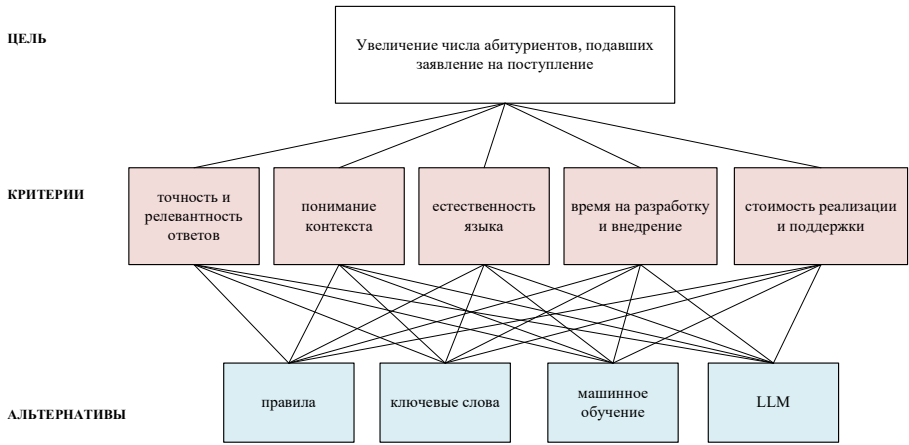 ЦЕЛЬ
Увеличение числа абитуриентов, подавших
заявление на поступление
КРИТЕРИИ
точность и
релевантность
ответов
понимание
контекста
естественность
языка
время на разработку
и внедрение
стоимость реализации
и поддержки
АЛЬТЕРНАТИВЫ
правила
ключевые слова
машинное
обучение
LLM